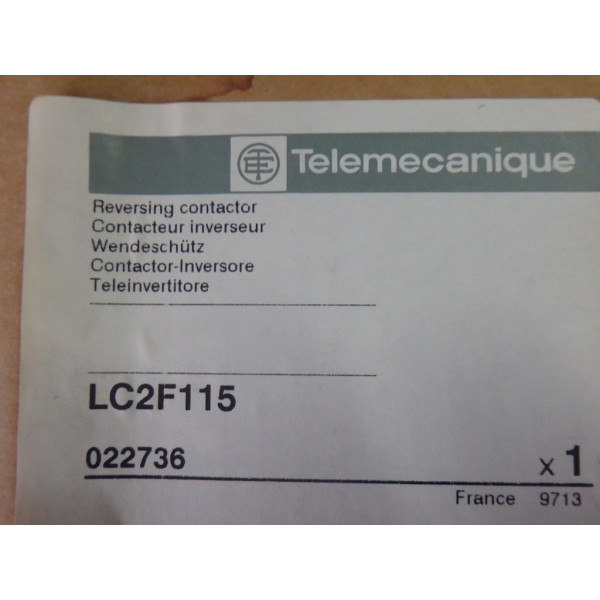 Telemecanique
Reversing contactor
Contacteur inverseur
Wendeschütz
Contactor-Inversore
Teleinvertitore
LC2F115
022736 x 1
France 9713